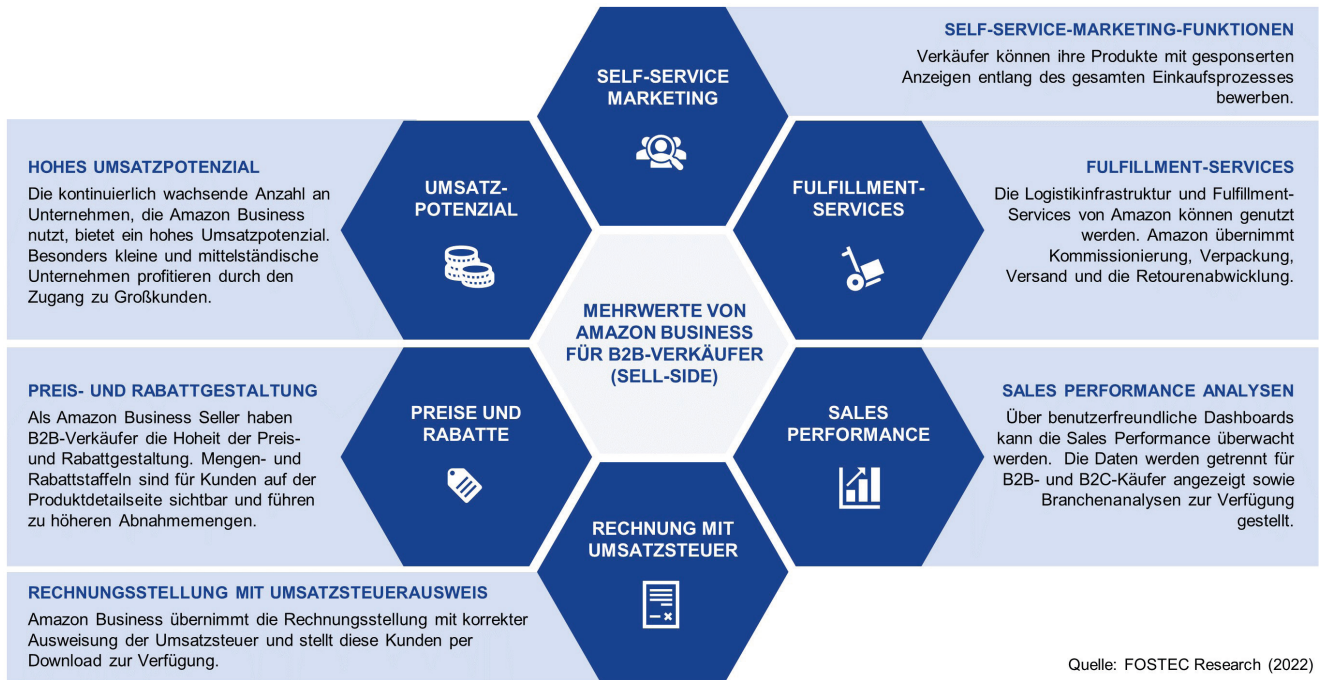 SELF-SERVICE
MARKETING
SELF-SERVICE-MARKETING-FUNKTIONEN
Verkäufer können ihre Produkte mit gesponserten
Anzeigen entlang des gesamten Einkaufsprozesses
bewerben.
HOHES UMSATZPOTENZIAL
Die kontinuierlich wachsende Anzahl an
Unternehmen, die Amazon Business
nutzt, bietet ein hohes Umsatzpotenzial.
Besonders kleine und mittelständische
Unternehmen profitieren durch den
Zugang zu Großkunden.
UMSATZ-
POTENZIAL
FULFILLMENT-
SERVICES
FULFILLMENT-SERVICES
Die Logistikinfrastruktur und Fulfillment-
Services von Amazon können genutzt
werden. Amazon übernimmt
Kommissionierung, Verpackung,
Versand und die Retourenabwicklung.
MEHRWERTE VON
AMAZON BUSINESS
FÜR B2B-VERKÄUFER
(SELL-SIDE)
PREIS- UND RABATTGESTALTUNG
Als Amazon Business Seller haben
B2B-Verkäufer die Hoheit der Preis-
und Rabattgestaltung. Mengen- und
Rabattstaffeln sind für Kunden auf der
Produktdetailseite sichtbar und führen
zu höheren Abnahmemengen.
PREISE UND
RABATTE
SALES
PERFORMANCE
SALES PERFORMANCE ANALYSEN
Über benutzerfreundliche Dashboards
kann die Sales Performance überwacht
werden. Die Daten werden getrennt für
B2B- und B2C-Käufer angezeigt sowie
Branchenanalysen zur Verfügung
gestellt.
RECHNUNG MIT
UMSATZSTEUER
RECHNUNGSSTELLUNG MIT UMSATZSTEUERAUSWEIS
Amazon Business übernimmt die Rechnungsstellung mit korrekter
Ausweisung der Umsatzsteuer und stellt diese Kunden per
Download zur Verfügung.
Quelle: FOSTEC Research (2022)